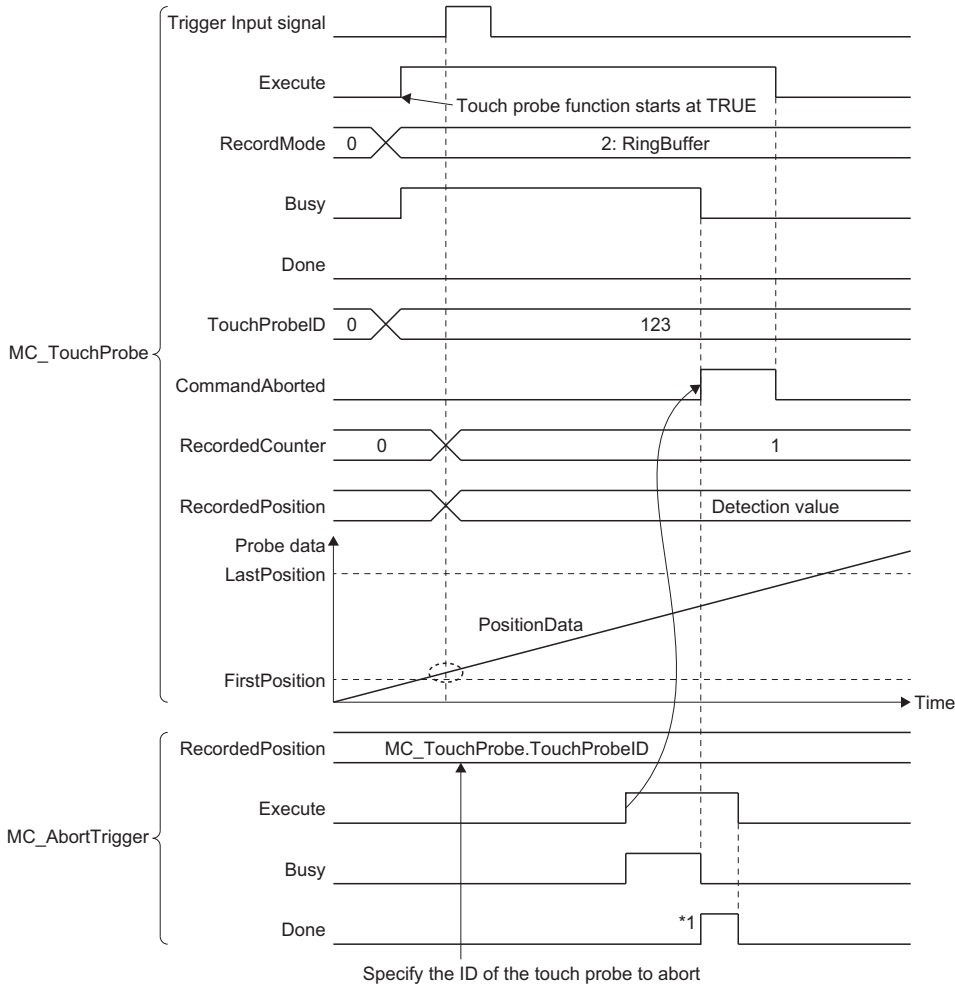 Trigger Input signal
Execute
Touch probe function starts at TRUE
RecordMode 0 2: RingBuffer
Busy
Done
TouchProbeID 0 123
MC_TouchProbe
CommandAborted
RecordedCounter 0 1
RecordedPosition Detection value
Probe data
LastPosition
PositionData
FirstPosition
Time
RecordedPosition MC_TouchProbe.TouchProbeID
Execute
MC_AbortTrigger
Busy
Done *1
Specify the ID of the touch probe to abort